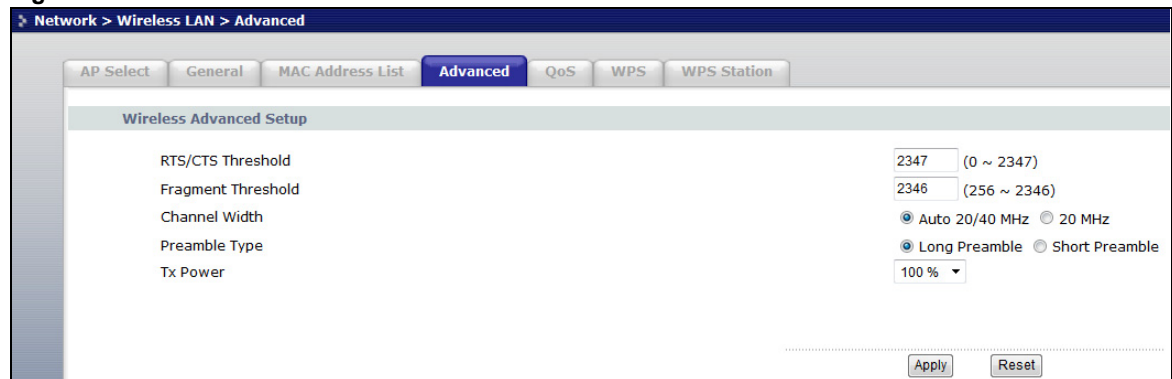 Network > Wireless LAN > Advanced
AP Select General MAC Address List Advanced QoS WPS WPS Station
Wireless Advanced Setup
RTS/CTS Threshold 2347 (0 ~ 2347)
Fragment Threshold 2346 (256 ~ 2346)
Channel Width Auto 20/40 MHz 20 MHz
Preamble Type Long Preamble Short Preamble
Tx Power 100 %
Apply Reset